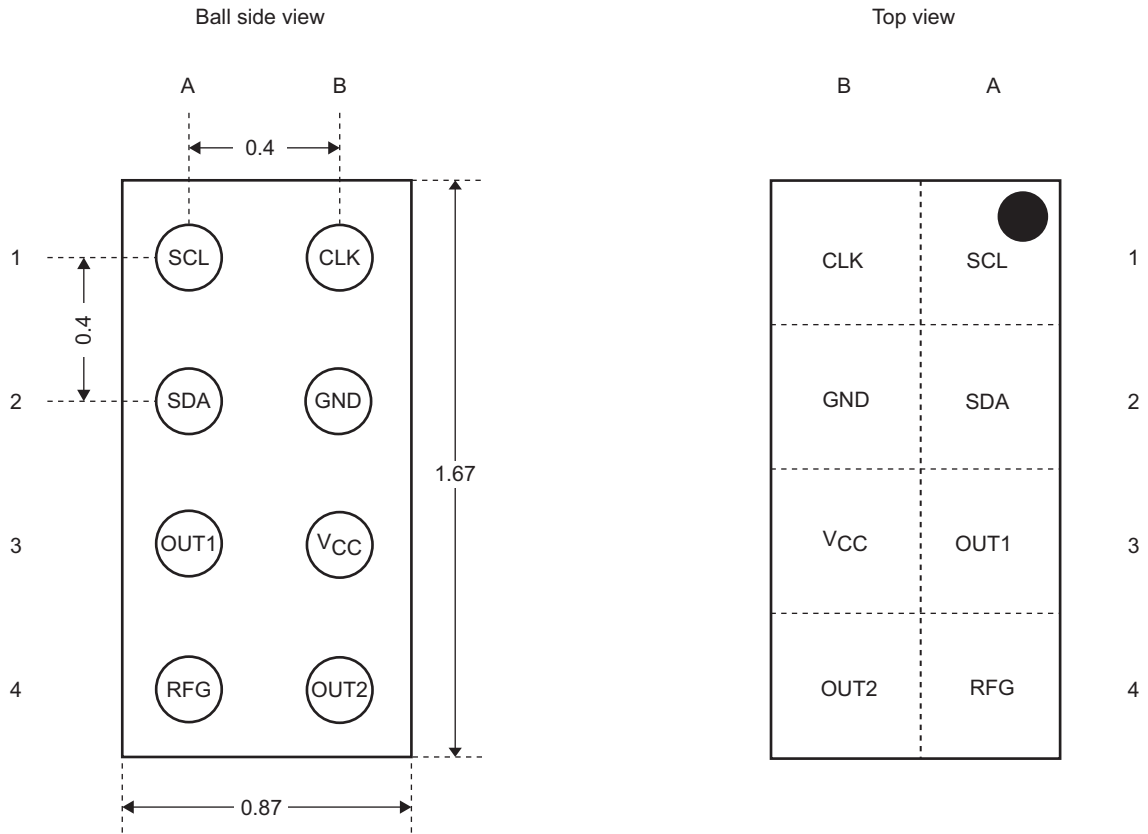 Ball side view
A B
0.4
1 SCL CLK
0.4
2 SDA GND
1.67
3 OUT1 VCC
4 RFG OUT2
0.87
Top view
B A
CLK SCL 1
GND SDA 2
VCC OUT1 3
OUT2 RFG 4